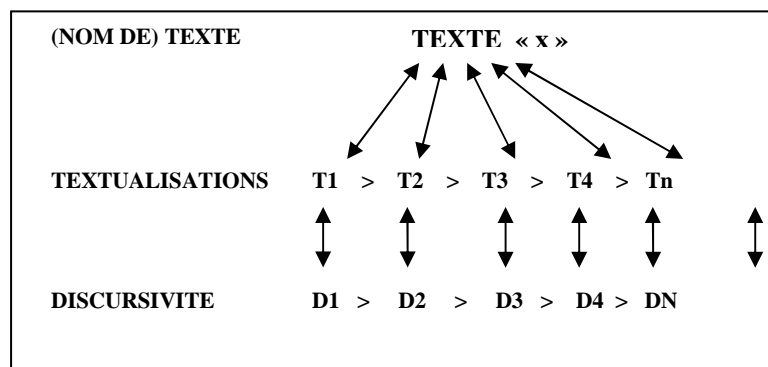 (NOM DE) TEXTE TEXTE « x »
TEXTUALISATIONS T1 > T2 > T3 > T4 > Tn
DISCURSIVITE D1 > D2 > D3 > D4 > DN